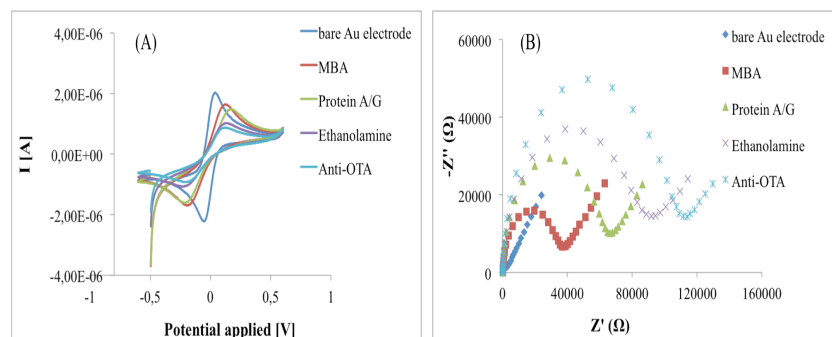 (A)
4,00E-06
2,00E-06
0,00E+00
-2,00E-06
-4,00E-06
I [A]
-1
-0,5
0
0,5
1
Potential applied [V]
bare Au electrode
MBA
Protein A/G
Ethanolamine
Anti-OTA
(B)
60000
40000
20000
0
-Z'' (Ω)
0
40000
80000
120000
160000
Z' (Ω)
bare Au electrode
MBA
Protein A/G
Ethanolamine
Anti-OTA